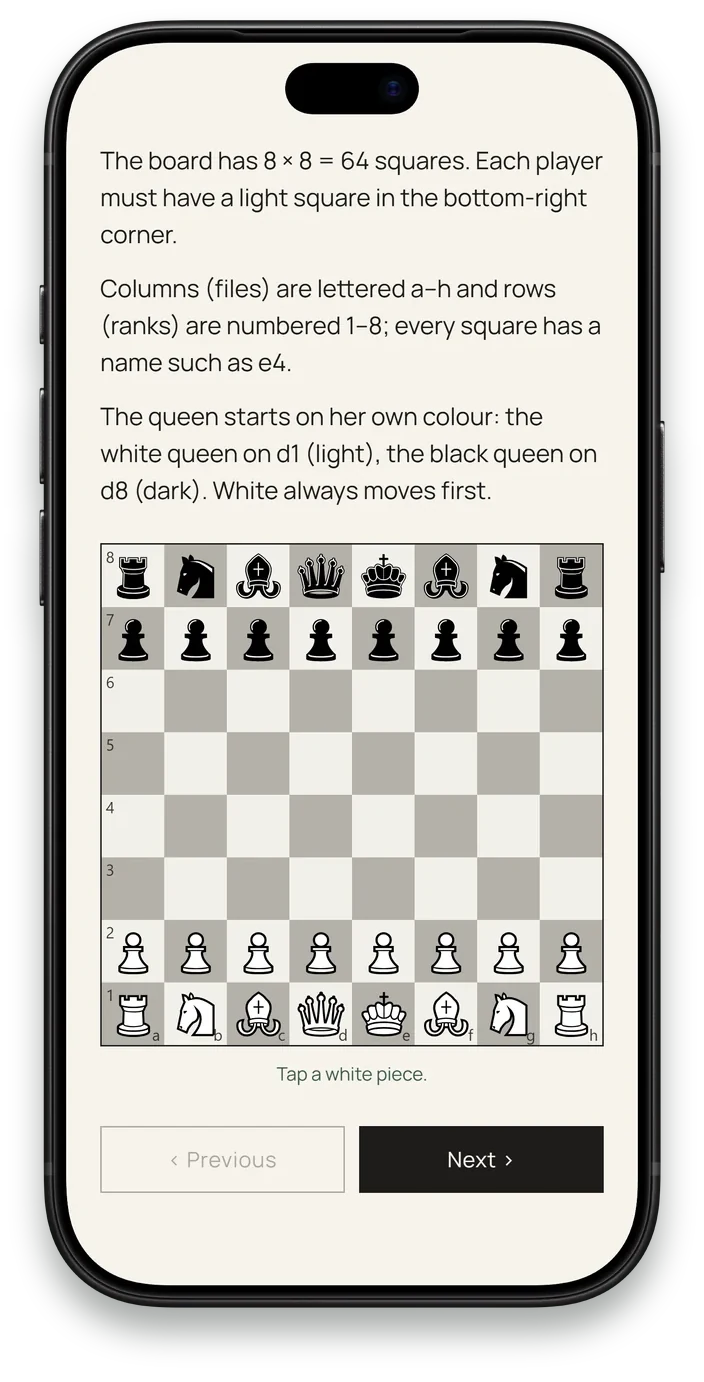 The board has 8 × 8 = 64 squares. Each player
must have a light square in the bottom-right
corner.
Columns (files) are lettered a–h and rows
(ranks) are numbered 1–8; every square has a
name such as e4.
The queen starts on her own colour: the
white queen on d1 (light), the black queen on
d8 (dark). White always moves first.
8
7
6
5
4
3
2
1
a b c d e f g h
Tap a white piece.
‹ Previous
Next ›